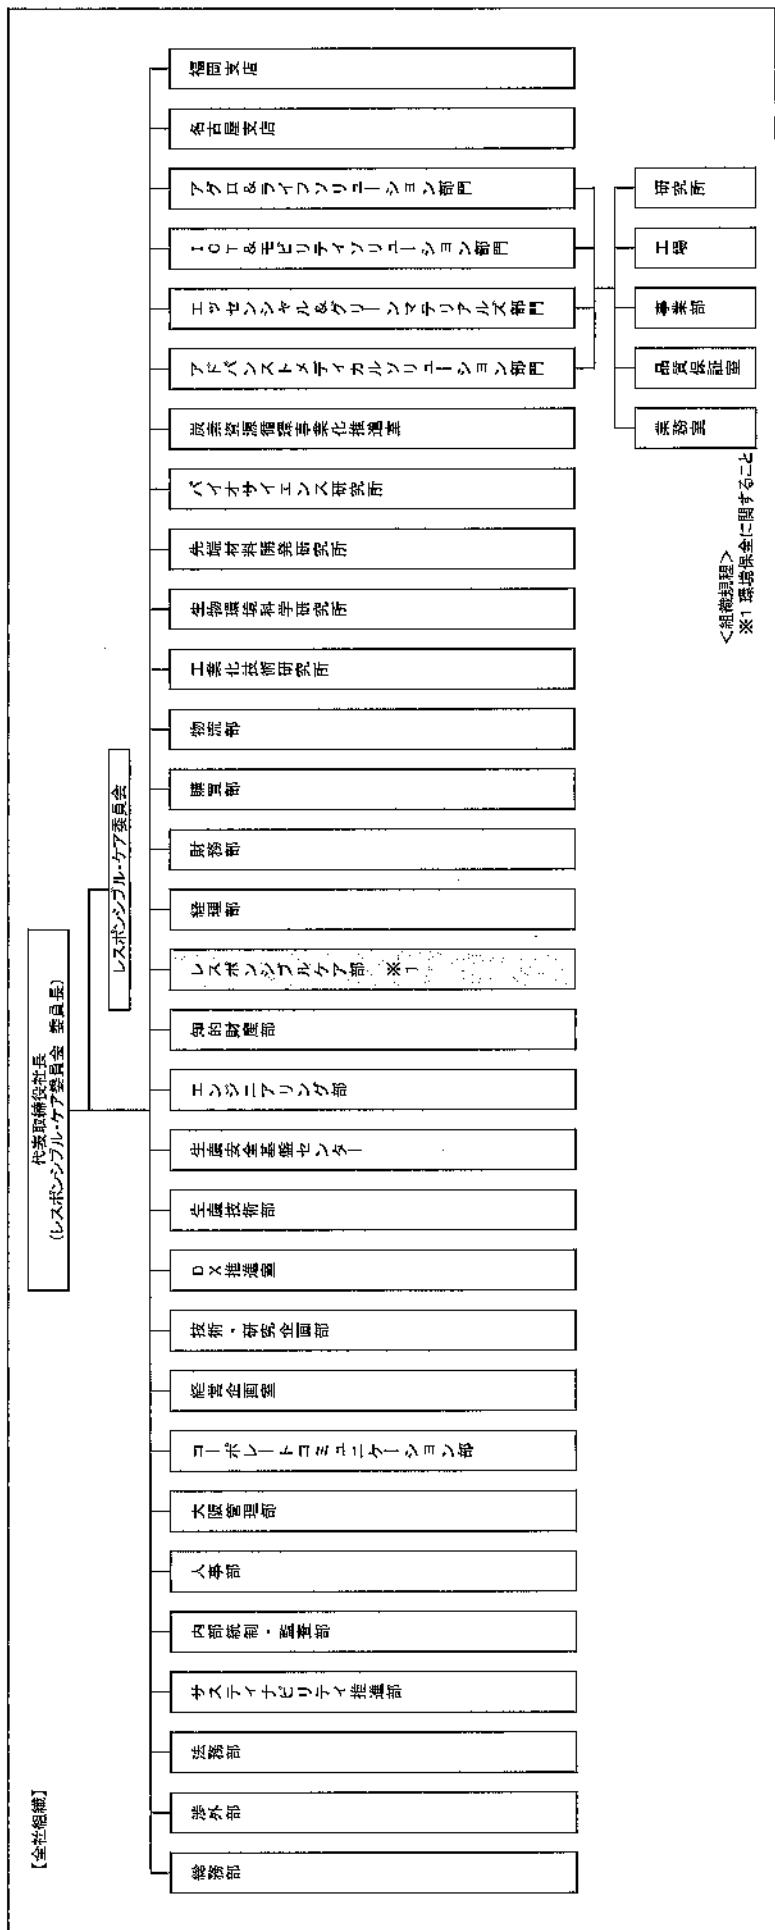 【全社組織】
代表取締役社長
(レスポンシブル・ケア委員会 委員長)
レスポンシブル・ケア委員会
総務部
渉外部
法務部
サスティナビリティ推進部
内部統制・監査部
人事部
大阪管理部
コーポレートコミュニケーション部
経営企画室
技術・研究企画部
DX推進室
生産技術部
生産安全基盤センター
エンジニアリング部
知的財産部
レスポンシブルケア部 ※1
経理部
財務部
購買部
物流部
工業化技術研究所
生物環境科学研究所
先端材料開発研究所
バイオサイエンス研究所
炭素資源循環事業化推進室
アドバンストメディカルソリューション部門
エッセンシャル&グリーンマテリアルズ部門
ICT&モビリティソリューション部門
アグロ&ライフソリューション部門
名古屋支店
福岡支店
業務室
品質保証室
事業部
工場
研究所
<組織規程>
※1 環境保全に関すること